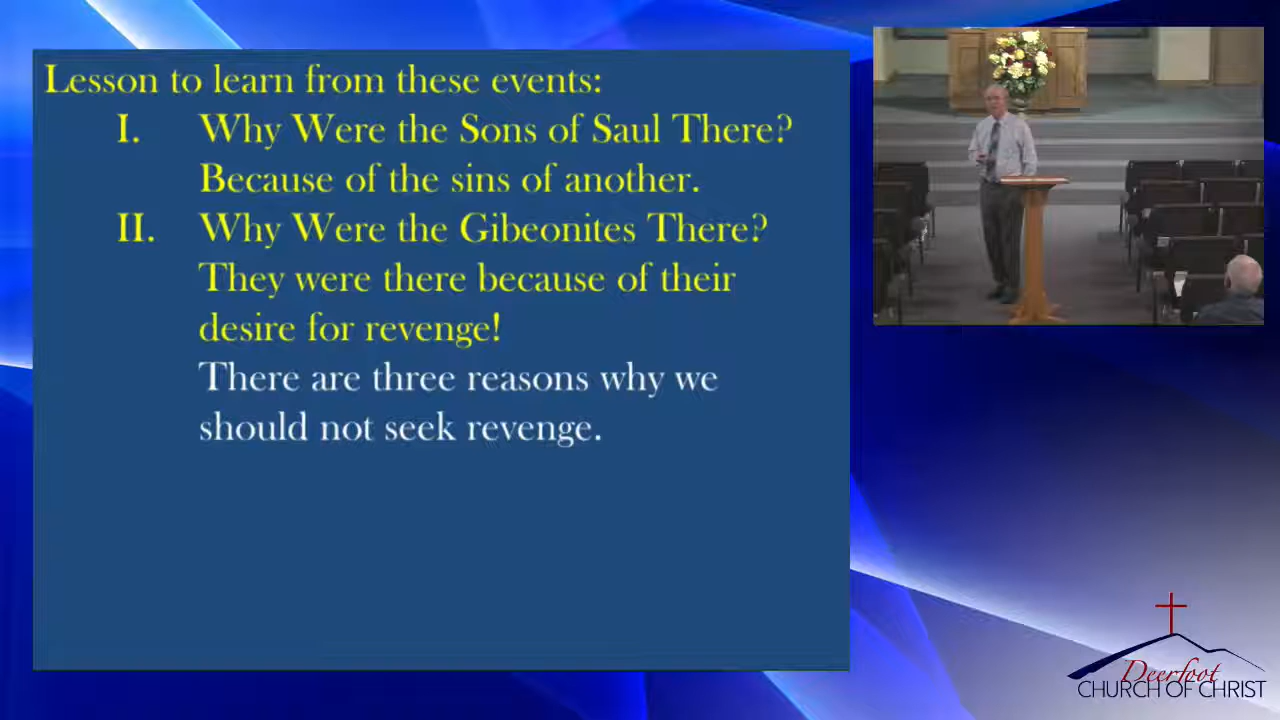 Lesson to learn from these events:
I. Why Were the Sons of Saul There?
Because of the sins of another.
II. Why Were the Gibeonites There?
They were there because of their
desire for revenge!
There are three reasons why we
should not seek revenge.
Deerfoot
CHURCH OF CHRIST